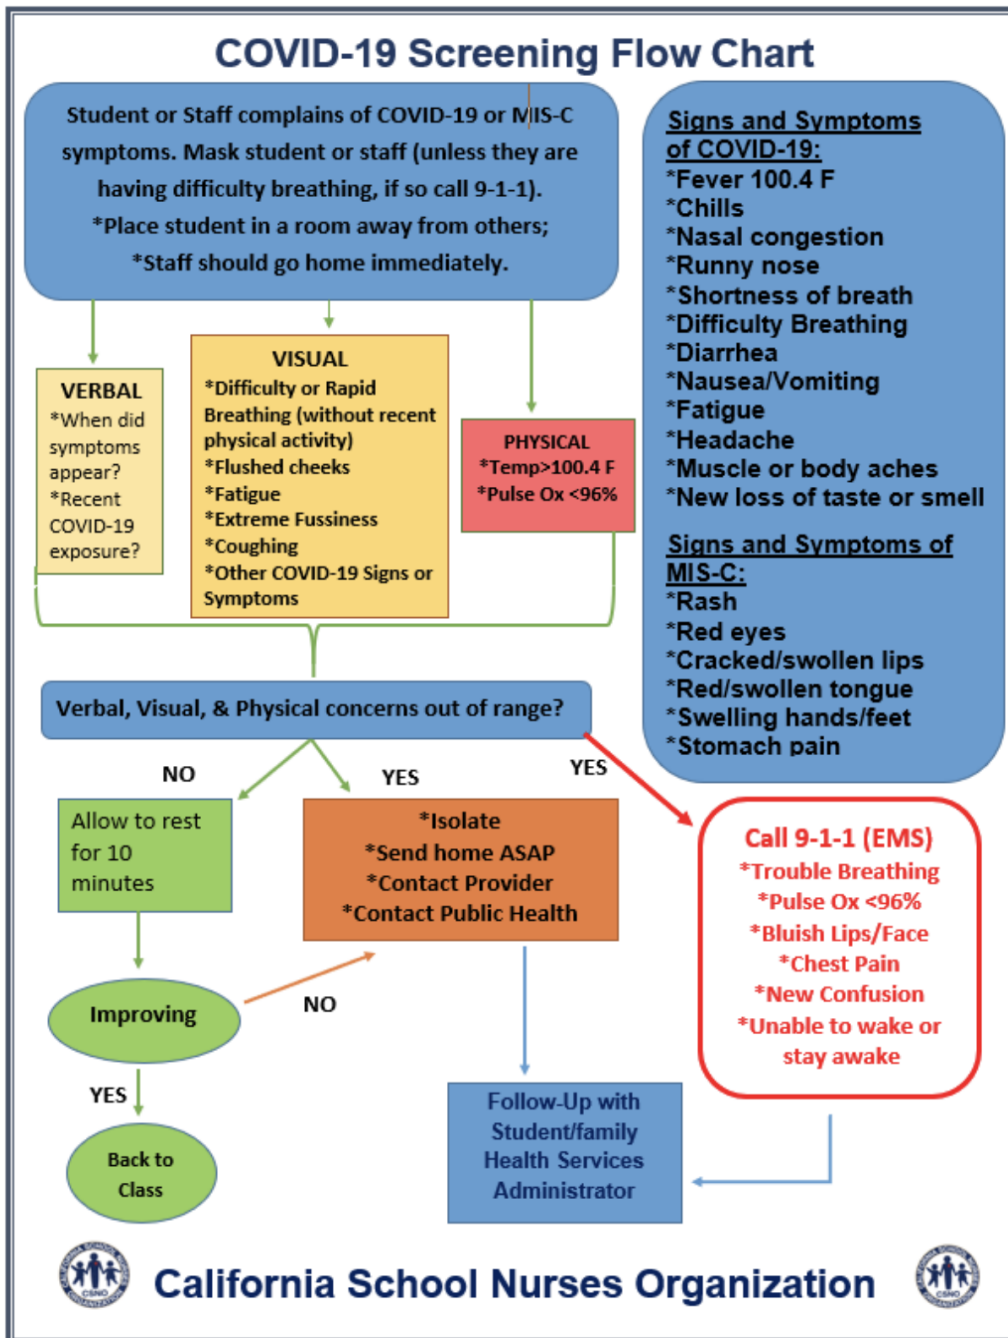 COVID-19 Screening Flow Chart
Student or Staff complains of COVID-19 or MIS-C
symptoms. Mask student or staff (unless they are
having difficulty breathing, if so call 9-1-1).
*Place student in a room away from others;
*Staff should go home immediately.
Signs and Symptoms
of COVID-19:
*Fever 100.4 F
*Chills
*Nasal congestion
*Runny nose
*Shortness of breath
*Difficulty Breathing
*Diarrhea
*Nausea/Vomiting
*Fatigue
*Headache
*Muscle or body aches
*New loss of taste or smell
Signs and Symptoms of
MIS-C:
*Rash
*Red eyes
*Cracked/swollen lips
*Red/swollen tongue
*Swelling hands/feet
*Stomach pain
VERBAL
*When did
symptoms
appear?
*Recent
COVID-19
exposure?
VISUAL
*Difficulty or Rapid
Breathing (without recent
physical activity)
*Flushed cheeks
*Fatigue
*Extreme Fussiness
*Coughing
*Other COVID-19 Signs or
Symptoms
PHYSICAL
*Temp>100.4 F
*Pulse Ox <96%
Verbal, Visual, & Physical concerns out of range?
NO
YES
YES
Allow to rest
for 10
minutes
*Isolate
*Send home ASAP
*Contact Provider
*Contact Public Health
Call 9-1-1 (EMS)
*Trouble Breathing
*Pulse Ox <96%
*Bluish Lips/Face
*Chest Pain
*New Confusion
*Unable to wake or
stay awake
Improving
NO
YES
Back to
Class
Follow-Up with
Student/family
Health Services
Administrator
CALIFORNIA SCHOOL NURSES
ORGANIZATION
CSNO
California School Nurses Organization
CALIFORNIA SCHOOL NURSES
ORGANIZATION
CSNO